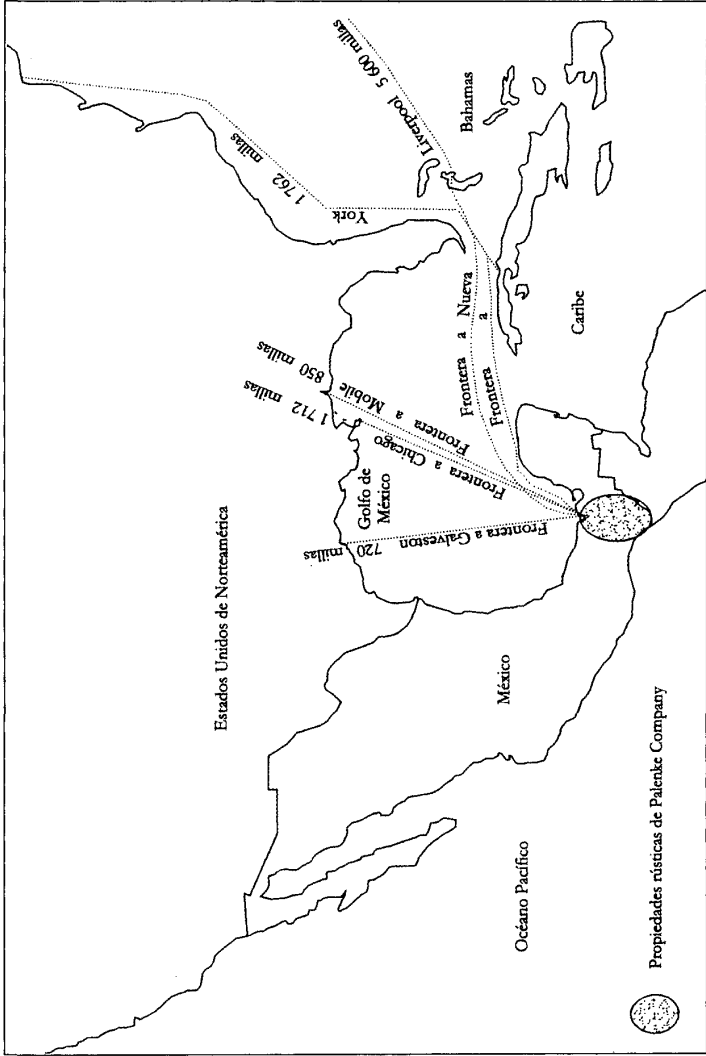 Estados Unidos de Norteamérica
1 762 millas
York
Liverpool 5 600 millas
Bahamas
850 millas
1 712 millas
720 millas
Golfo de
México
Frontera a Galveston
Frontera a Chicago
Frontera a Mobile
Frontera a Nueva
Frontera a
Caribe
México
Océano Pacífico
Propiedades rústicas de Palenke Company